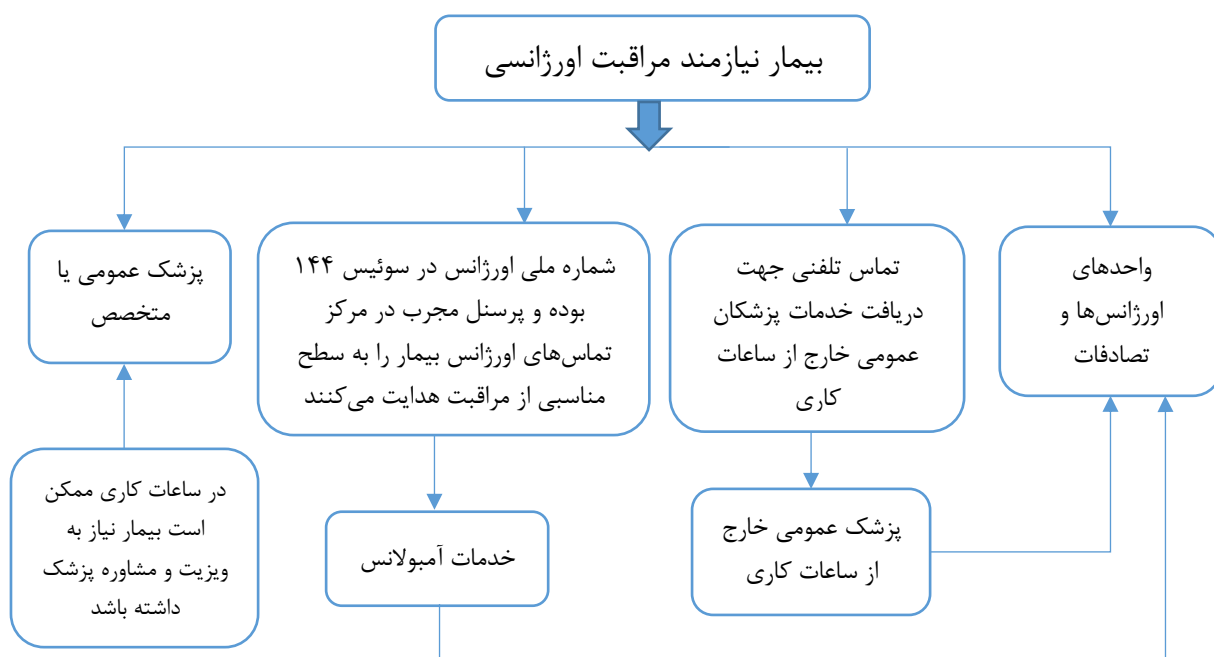 بیمار نیازمند مراقبت اورژانسی
واحدهای
اورژانس‌ها و
تصادفات
تماس تلفنی جهت
دریافت خدمات پزشکان
عمومی خارج از ساعات
کاری
شماره ملی اورژانس در سوئیس ۱۴۴
بوده و پرسنل مجرب در مرکز
تماس‌های اورژانس بیمار را به سطح
مناسبی از مراقبت هدایت می‌کنند
پزشک عمومی یا
متخصص
پزشک عمومی خارج
از ساعات کاری
خدمات آمبولانس
در ساعات کاری ممکن
است بیمار نیاز به
ویزیت و مشاوره پزشک
داشته باشد